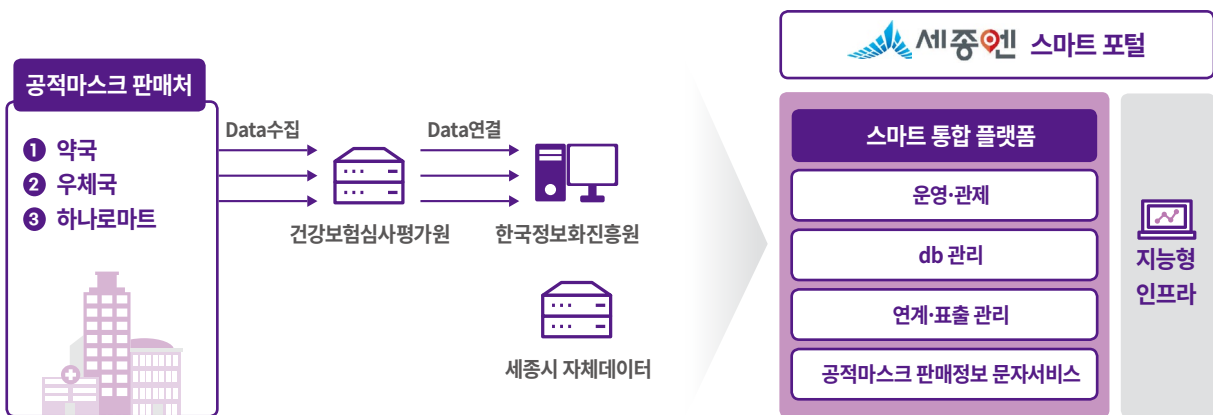 공적마스크 판매처
1 약국
2 우체국
3 하나로마트
Data수집
건강보험심사평가원
Data연결
한국정보화진흥원
세종시 자체데이터
세종엔 스마트 포털
스마트 통합 플랫폼
운영·관제
db 관리
연계·표출 관리
공적마스크 판매정보 문자서비스
지능형
인프라